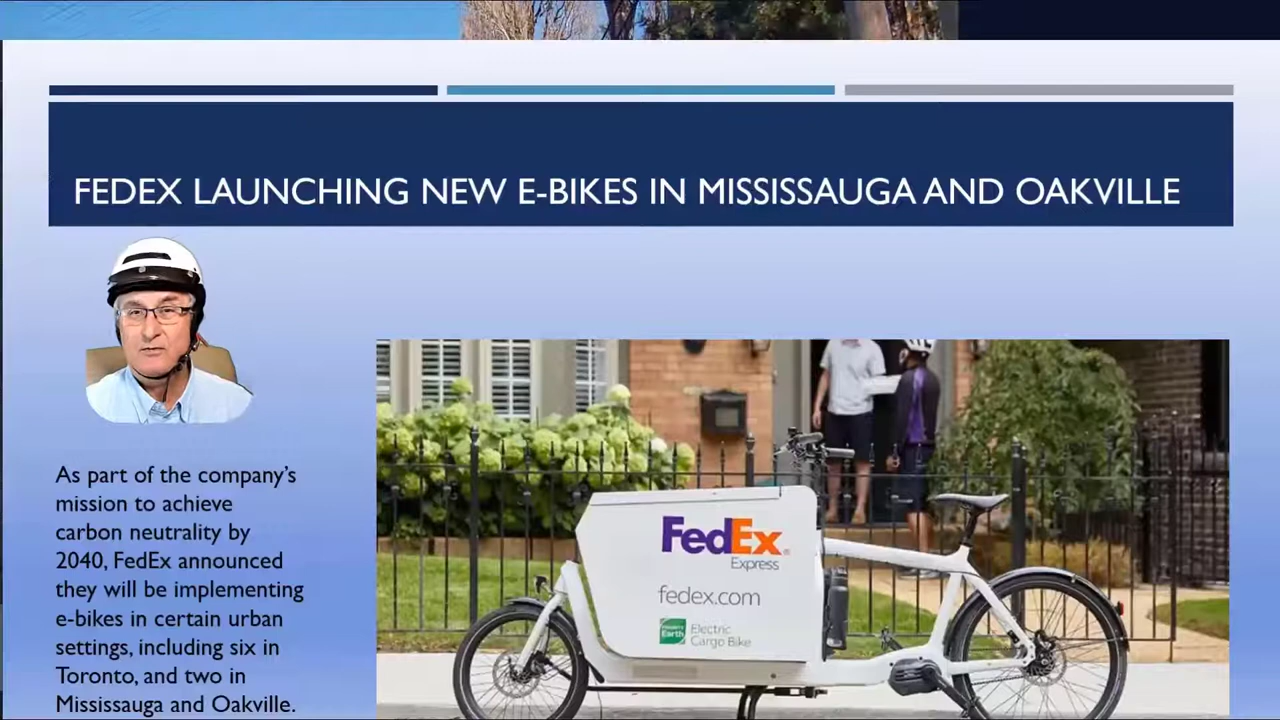 FEDEX LAUNCHING NEW E-BIKES IN MISSISSAUGA AND OAKVILLE
As part of the company's
mission to achieve
carbon neutrality by
2040, FedEx announced
they will be implementing
e-bikes in certain urban
settings, including six in
Toronto, and two in
Mississauga and Oakville.
FedEx
Express
fedex.com
Earth
Electric
Cargo Bike